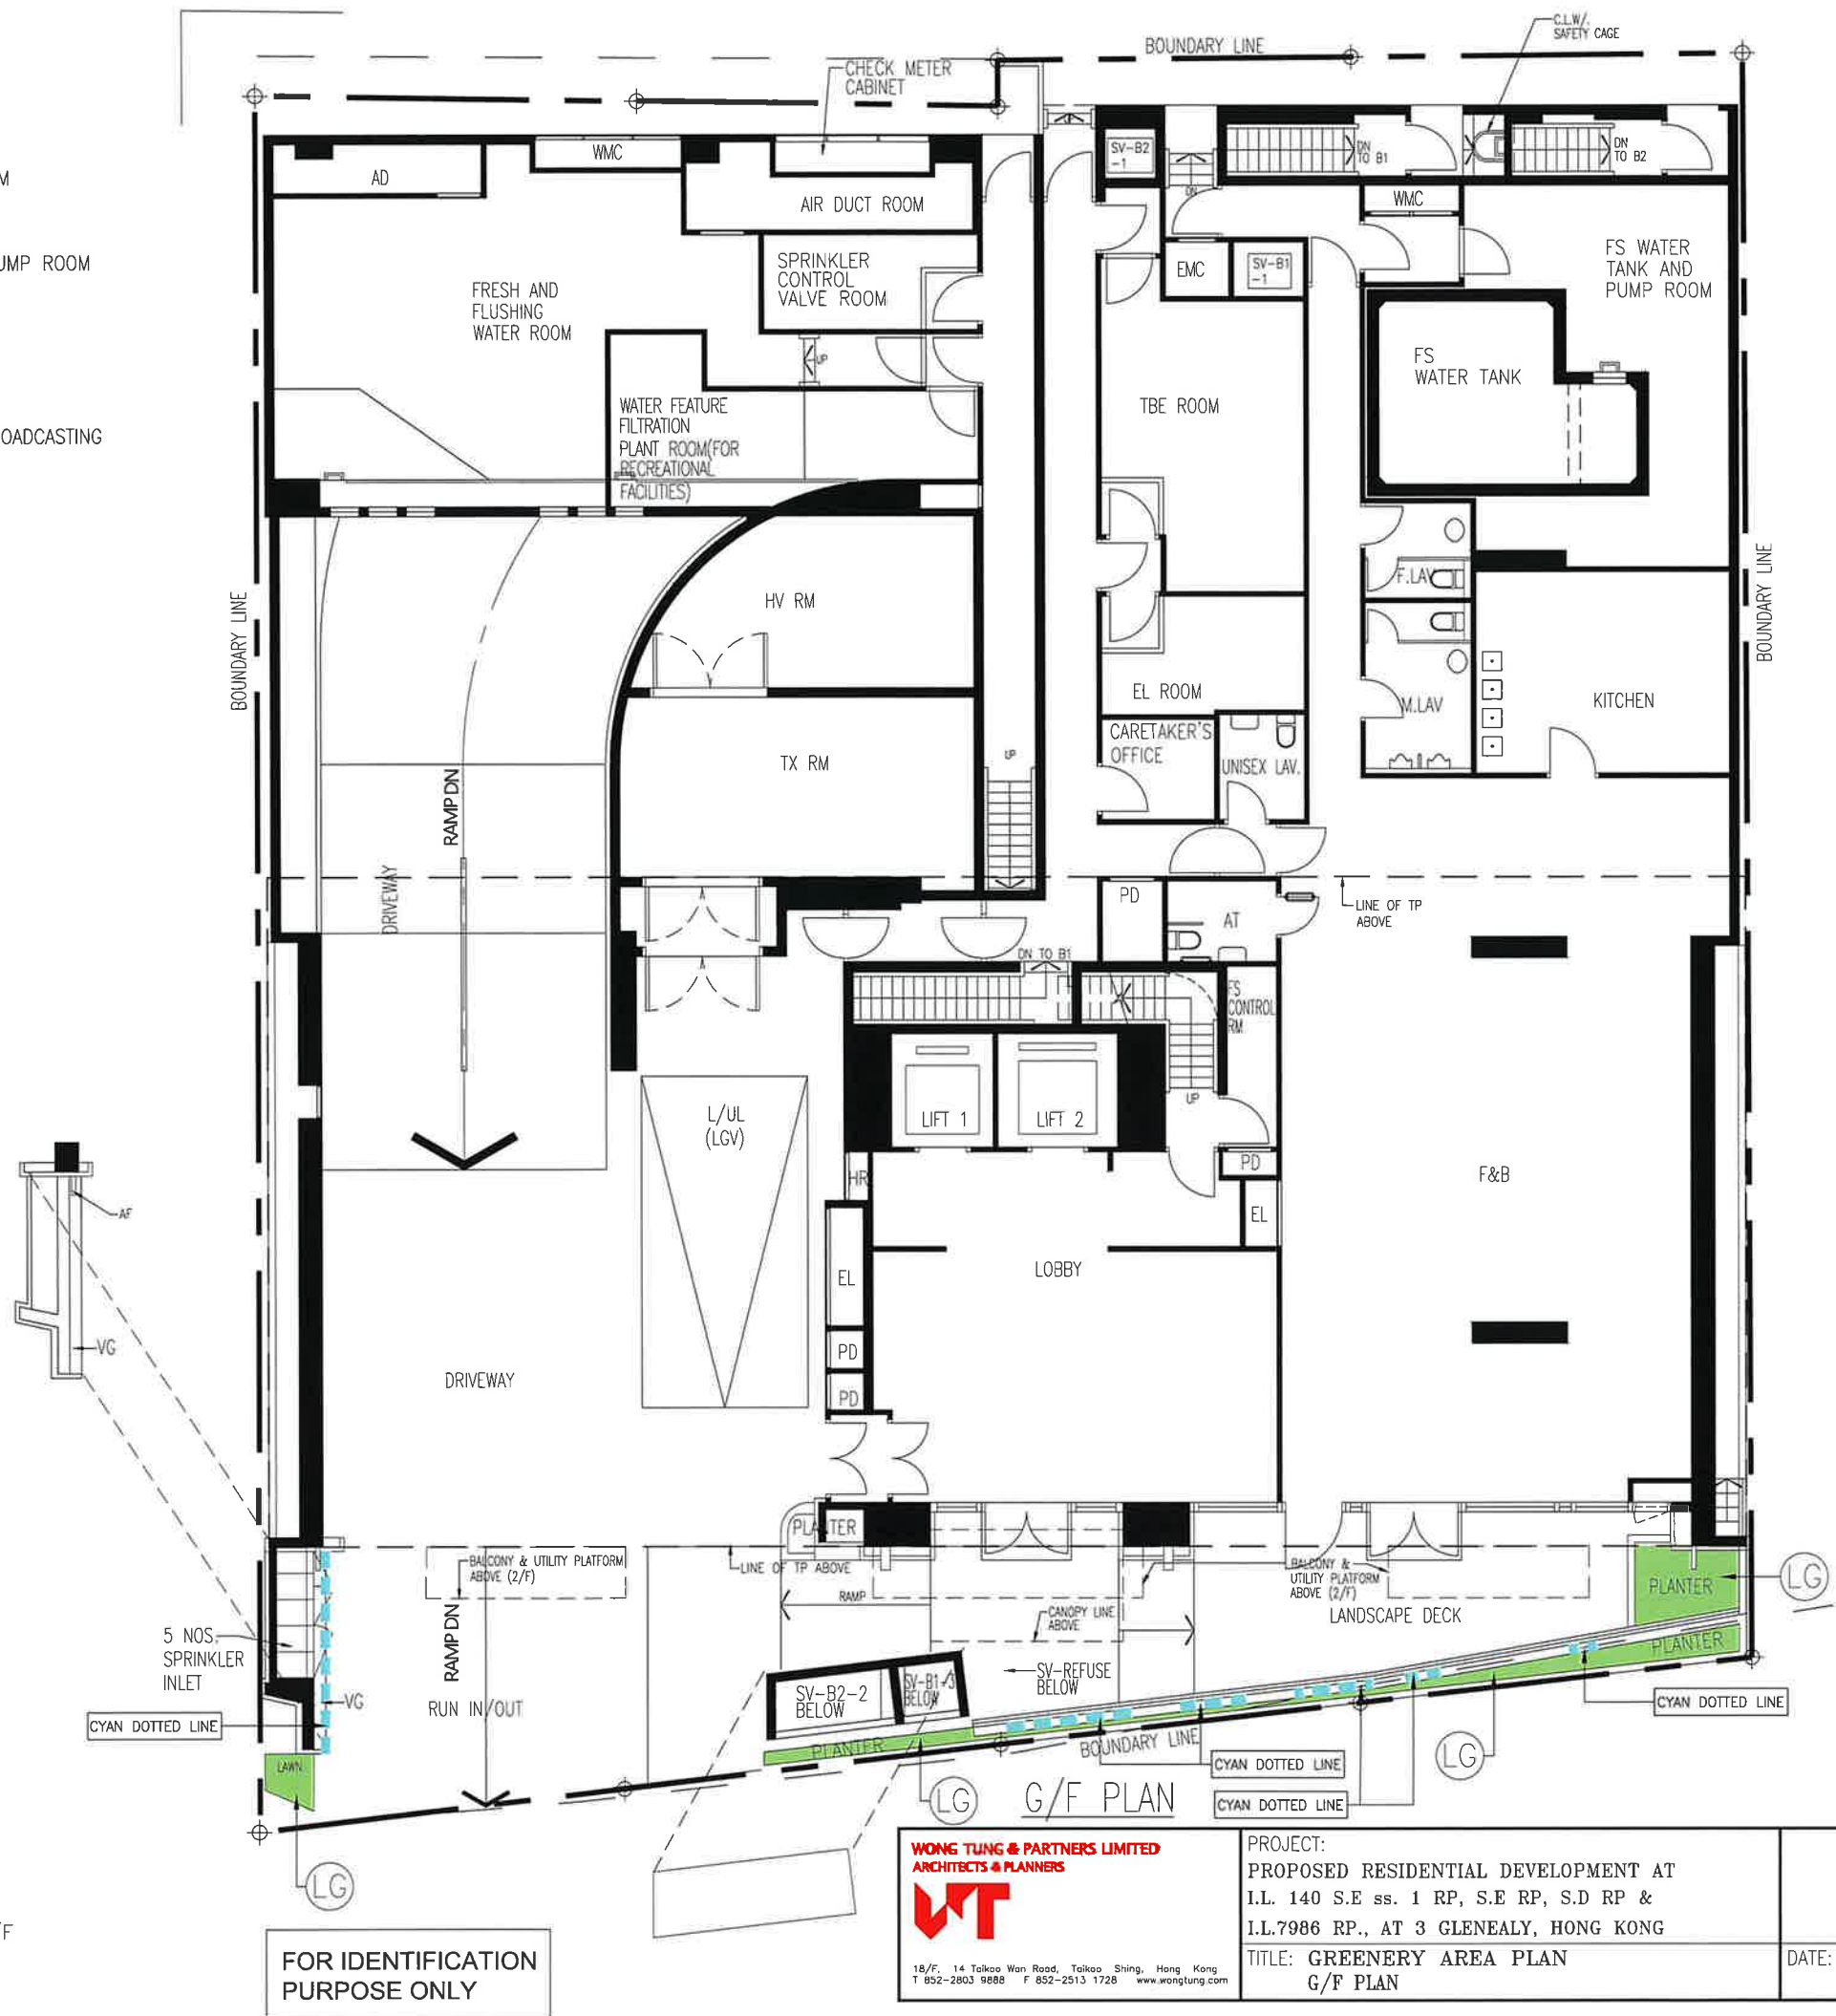 BOUNDARY LINE
C.L.W/.
SAFETY CAGE
CHECK METER
CABINET
M
UMP ROOM
OADCASTING
WMC
AD
AIR DUCT ROOM
SV-B2
-1
DN
DN
TO B1
DN
TO B2
WMC
FRESH AND
FLUSHING
WATER ROOM
SPRINKLER
CONTROL
VALVE ROOM
EMC
SV-B1
-1
FS WATER
TANK AND
PUMP ROOM
UP
FS
WATER TANK
WATER FEATURE
FILTRATION
PLANT ROOM(FOR
RECREATIONAL
FACILITIES)
TBE ROOM
BOUNDARY LINE
BOUNDARY LINE
HV RM
F.LAV
EL ROOM
M.LAV
KITCHEN
CARETAKER'S
OFFICE
UNISEX LAV.
TX RM
UP
RAMP DN
DRIVEWAY
PD
AT
LINE OF TP
ABOVE
DN TO B1
FS
CONTROL
RM
L/UL
(LGV)
LIFT 1
LIFT 2
UP
HR
PD
EL
F&B
AF
VG
EL
LOBBY
PD
PD
DRIVEWAY
PLANTER
BALCONY & UTILITY PLATFORM
ABOVE (2/F)
LINE OF TP ABOVE
RAMP
CANOPY LINE
ABOVE
BALCONY &
UTILITY PLATFORM
ABOVE (2/F)
LANDSCAPE DECK
PLANTER
LG
PLANTER
5 NOS.
SPRINKLER
INLET
RAMP DN
RUN IN/OUT
VG
CYAN DOTTED LINE
SV-B2-2
BELOW
SV-B1-3
BELOW
SV-REFUSE
BELOW
CYAN DOTTED LINE
LAWN
PLANTER
BOUNDARY LINE
CYAN DOTTED LINE
LG
LG
G/F PLAN
CYAN DOTTED LINE
LG
/F
FOR IDENTIFICATION
PURPOSE ONLY
WONG TUNG & PARTNERS LIMITED
ARCHITECTS & PLANNERS
WT
18/F, 14 Taikoo Wan Road, Taikoo Shing, Hong Kong
T 852-2803 9888 F 852-2513 1728 www.wongtung.com
PROJECT:
PROPOSED RESIDENTIAL DEVELOPMENT AT
I.L. 140 S.E ss. 1 RP, S.E RP, S.D RP &
I.L.7986 RP., AT 3 GLENEALY, HONG KONG
TITLE: GREENERY AREA PLAN
G/F PLAN
DATE: